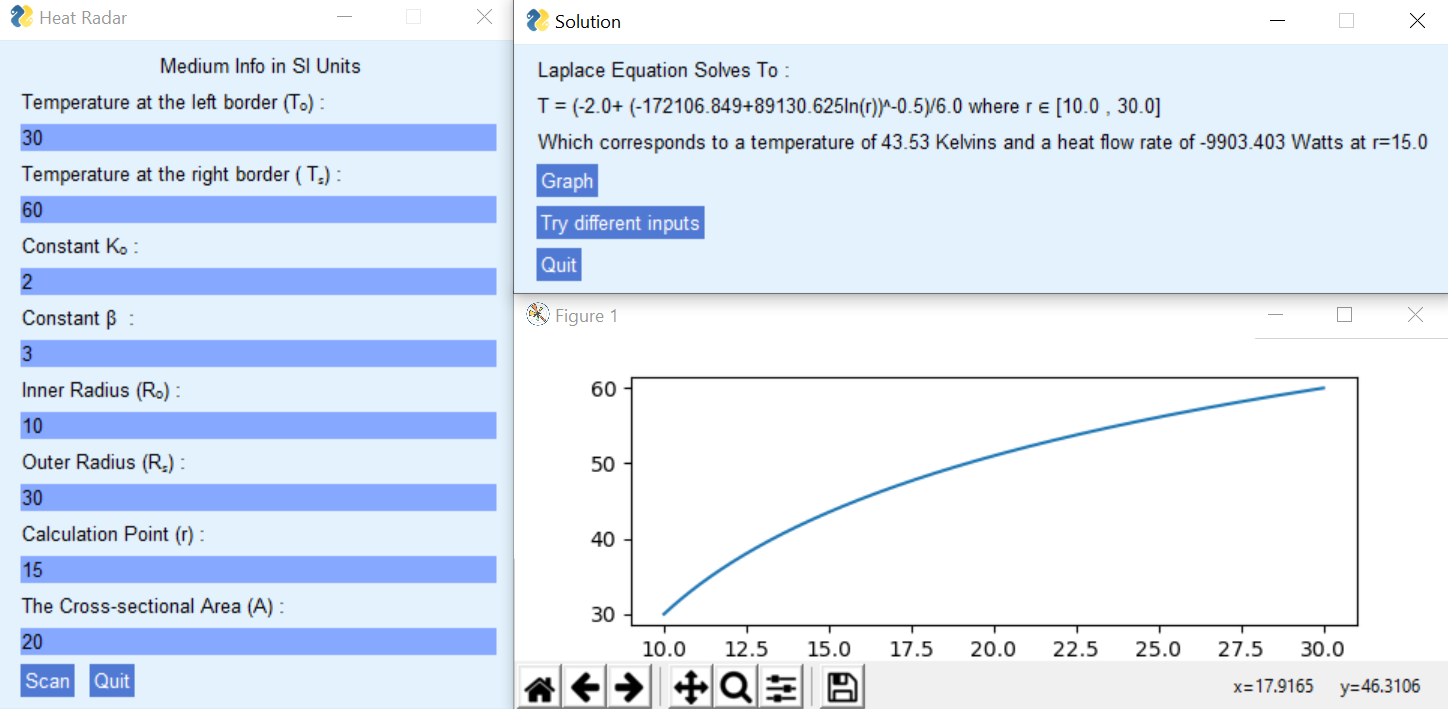 Heat Radar
Medium Info in SI Units
Temperature at the left border (Tₒ) :
30
Temperature at the right border ( Tₛ) :
60
Constant Kₒ :
2
Constant β :
3
Inner Radius (Rₒ) :
10
Outer Radius (Rₛ) :
30
Calculation Point (r) :
15
The Cross-sectional Area (A) :
20
Scan Quit
Solution
Laplace Equation Solves To :
T = (-2.0+ (-172106.849+89130.625ln(r))^-0.5)/6.0 where r ∈ [10.0 , 30.0]
Which corresponds to a temperature of 43.53 Kelvins and a heat flow rate of -9903.403 Watts at r=15.0
Graph
Try different inputs
Quit
Figure 1
60
50
40
30
10.0 12.5 15.0 17.5 20.0 22.5 25.0 27.5 30.0
x=17.9165 y=46.3106